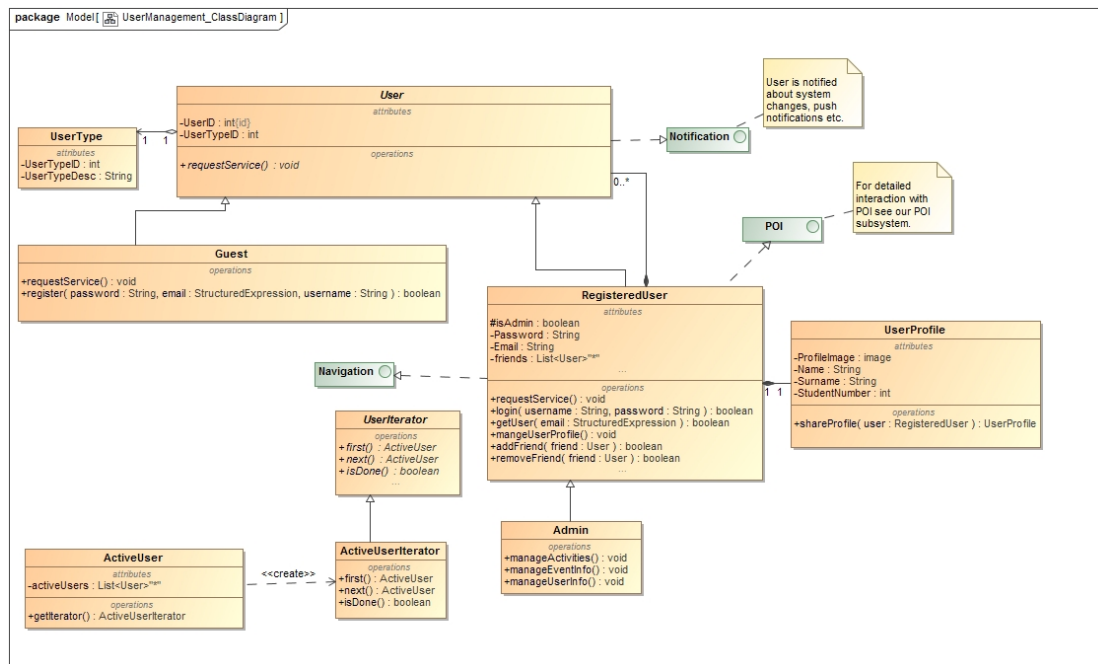 package Model[ UserManagement_ClassDiagram ]
User
attributes
-UserID : int{id}
-UserTypeID : int
operations
+requestService() : void
UserType
attributes
-UserTypeID : int
-UserTypeDesc : String
1
1
Notification
User is notified
about system
changes, push
notifications etc.
0..*
POI
For detailed
interaction with
POI see our POI
subsystem.
Guest
operations
+requestService() : void
+register( password : String, email : StructuredExpression, username : String ) : boolean
RegisteredUser
attributes
#isAdmin : boolean
-Password : String
-Email : String
-friends : List<User>"*"
...
operations
+requestService() : void
+login( username : String, password : String ) : boolean
+getUser( email : StructuredExpression ) : boolean
+mangeUserProfile() : void
+addFriend( friend : User ) : boolean
+removeFriend( friend : User ) : boolean
...
1
1
UserProfile
attributes
-ProfileImage : image
-Name : String
-Surname : String
-StudentNumber : int
operations
+shareProfile( user : RegisteredUser ) : UserProfile
Navigation
UserIterator
operations
+first() : ActiveUser
+next() : ActiveUser
+isDone() : boolean
...
Admin
operations
+manageActivities() : void
+manageEventInfo() : void
+manageUserInfo() : void
ActiveUser
attributes
-activeUsers : List<User>"*"
operations
+getIterator() : ActiveUserIterator
<<create>>
ActiveUserIterator
operations
+first() : ActiveUser
+next() : ActiveUser
+isDone() : boolean